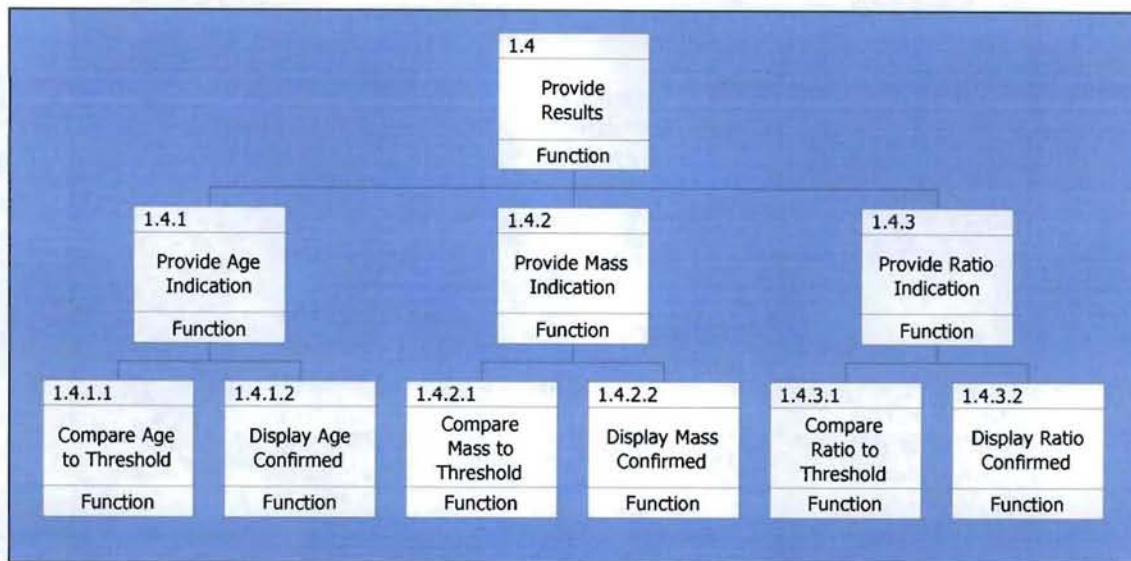 1.4
Provide
Results
Function
1.4.1
Provide Age
Indication
Function
1.4.2
Provide Mass
Indication
Function
1.4.3
Provide Ratio
Indication
Function
1.4.1.1
Compare Age
to Threshold
Function
1.4.1.2
Display Age
Confirmed
Function
1.4.2.1
Compare
Mass to
Threshold
Function
1.4.2.2
Display Mass
Confirmed
Function
1.4.3.1
Compare
Ratio to
Threshold
Function
1.4.3.2
Display Ratio
Confirmed
Function